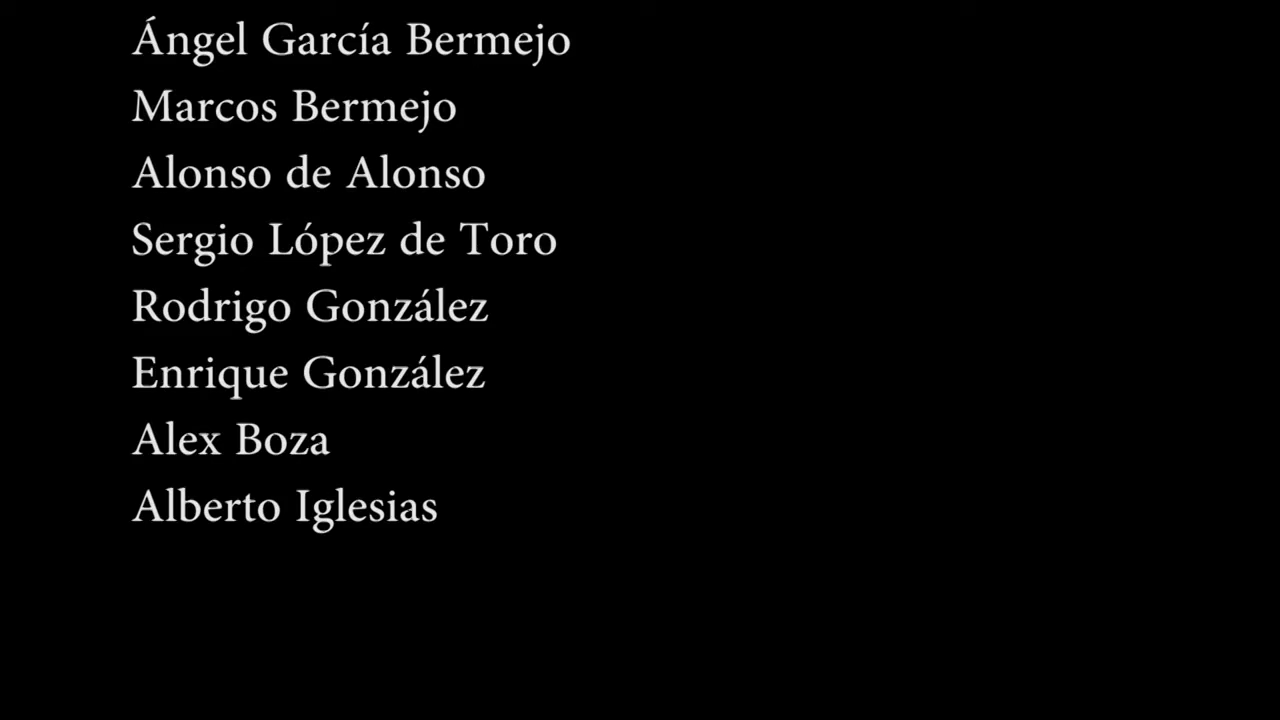 Ángel García Bermejo
Marcos Bermejo
Alonso de Alonso
Sergio López de Toro
Rodrigo González
Enrique González
Alex Boza
Alberto Iglesias